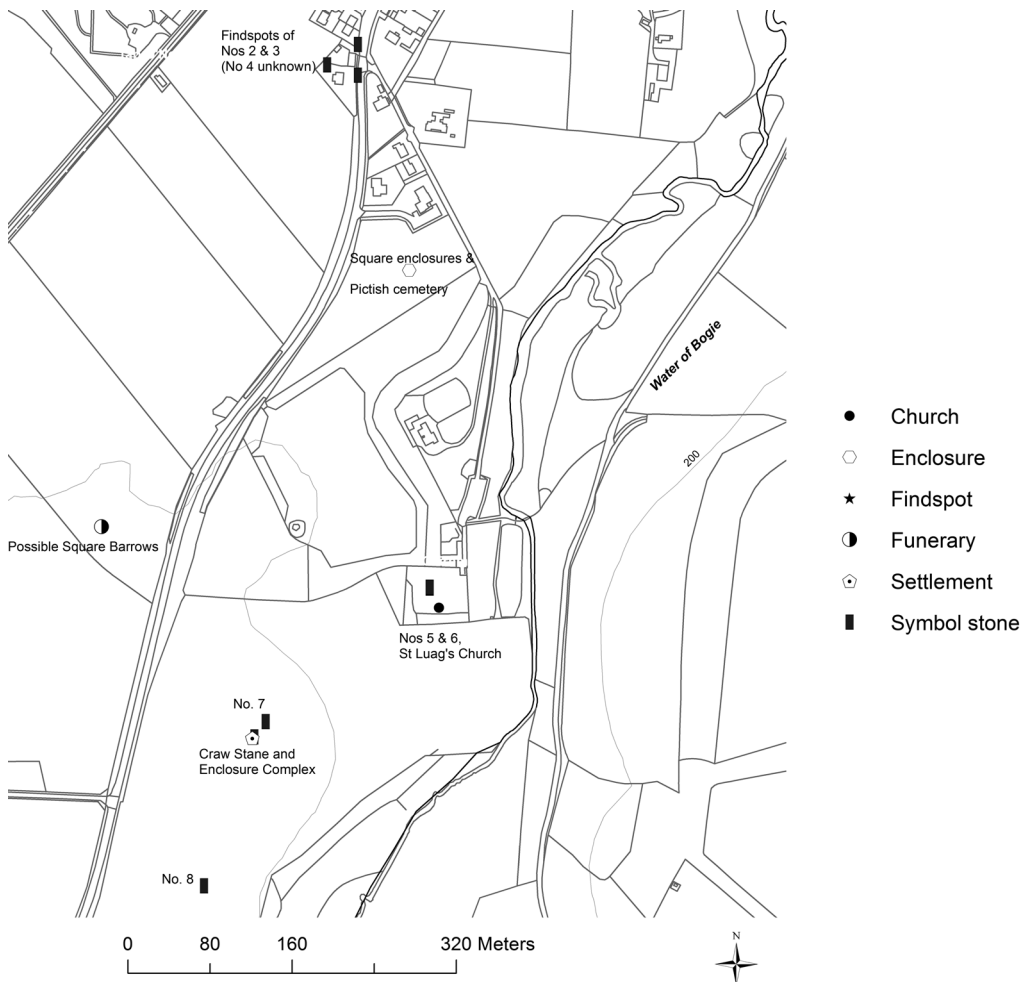 Findspots of
Nos 2 & 3
(No 4 unknown)
Square enclosures &
Pictish cemetery
Water of Bogie
200
Possible Square Barrows
Nos 5 & 6,
St Luag's Church
No. 7
Craw Stane and
Enclosure Complex
No. 8
Church
Enclosure
Findspot
Funerary
Settlement
Symbol stone
0 80 160 320 Meters
N